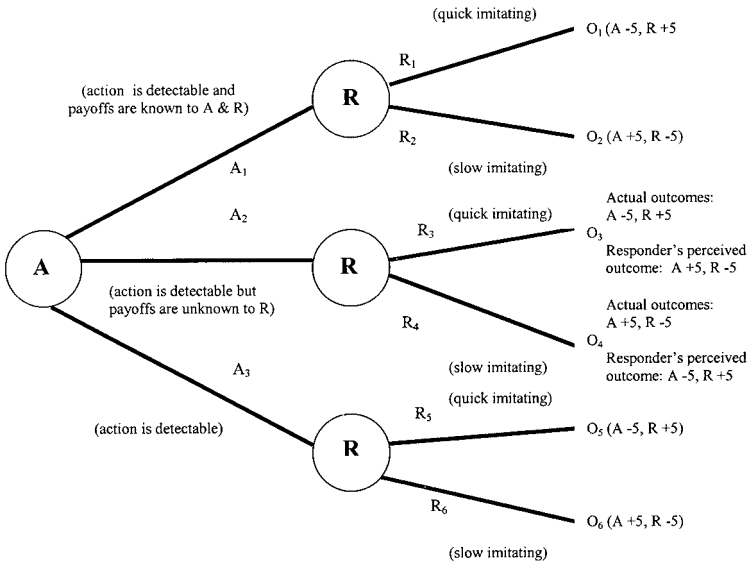 (quick imitating)
O1 (A -5, R +5
R1
(action is detectable and
payoffs are known to A & R)
R
R2
O2 (A +5, R -5)
(slow imitating)
A1
A2
Actual outcomes:
A -5, R +5
R3
(quick imitating)
O3
A
R
Responder's perceived
outcome: A +5, R -5
(action is detectable but
payoffs are unknown to R)
Actual outcomes:
A +5, R -5
R4
O4
A3
(slow imitating)
Responder's perceived
outcome: A -5, R +5
(quick imitating)
R5
(action is detectable)
O5 (A -5, R +5)
R
R6
O6 (A +5, R -5)
(slow imitating)